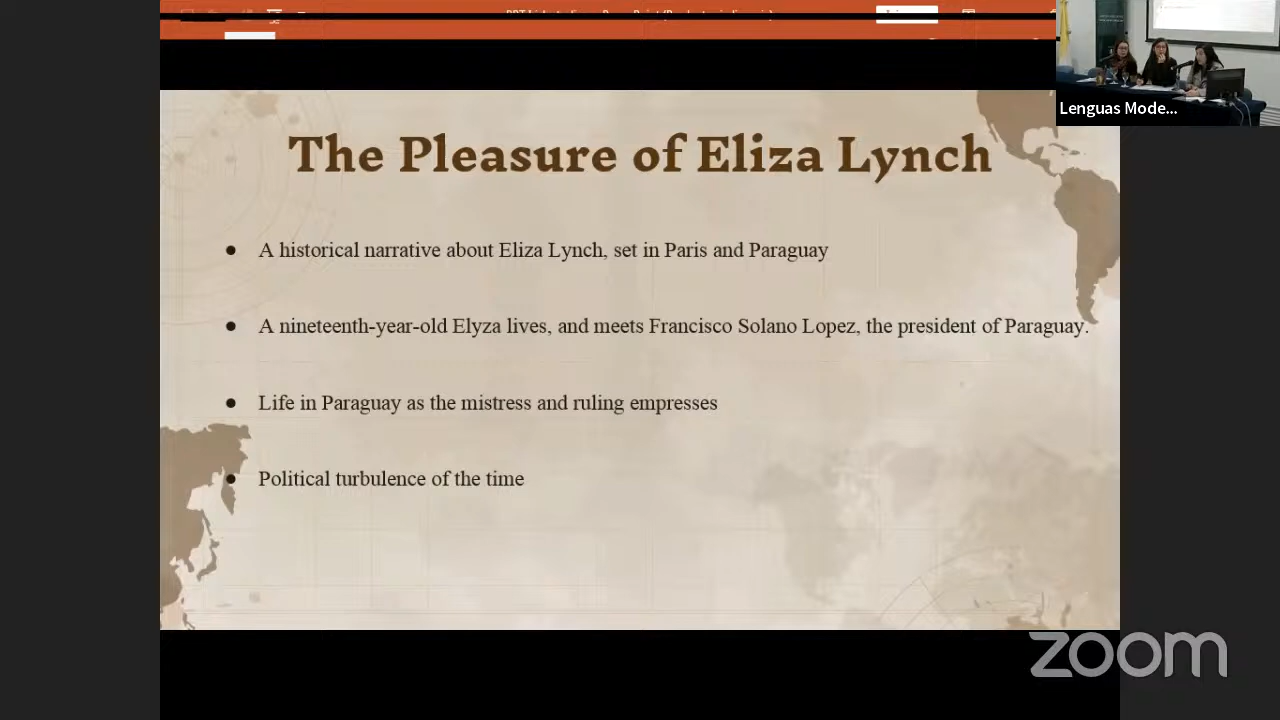 Lenguas Mode...
The Pleasure of Eliza Lynch
● A historical narrative about Eliza Lynch, set in Paris and Paraguay
● A nineteenth-year-old Elyza lives, and meets Francisco Solano Lopez, the president of Paraguay.
● Life in Paraguay as the mistress and ruling empresses
● Political turbulence of the time
zoom